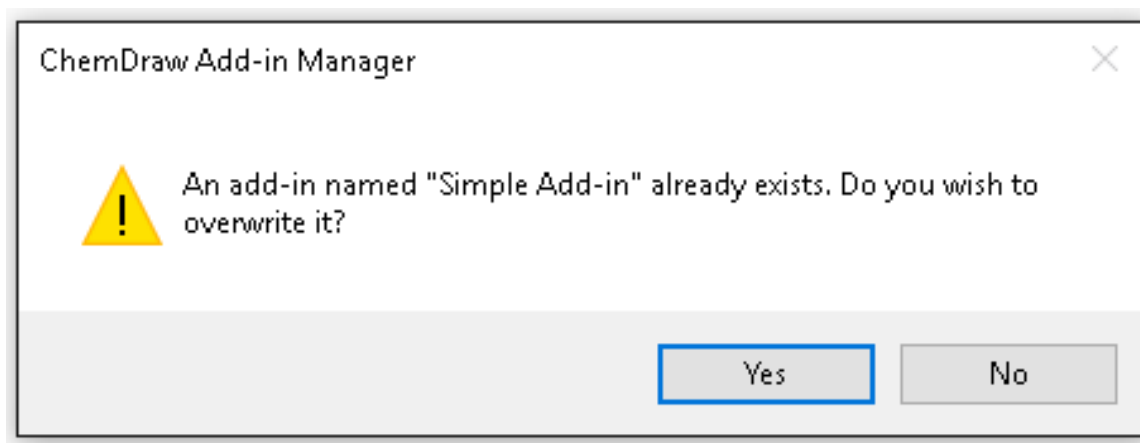 ChemDraw Add-in Manager
An add-in named "Simple Add-in" already exists. Do you wish to
overwrite it?
Yes
No